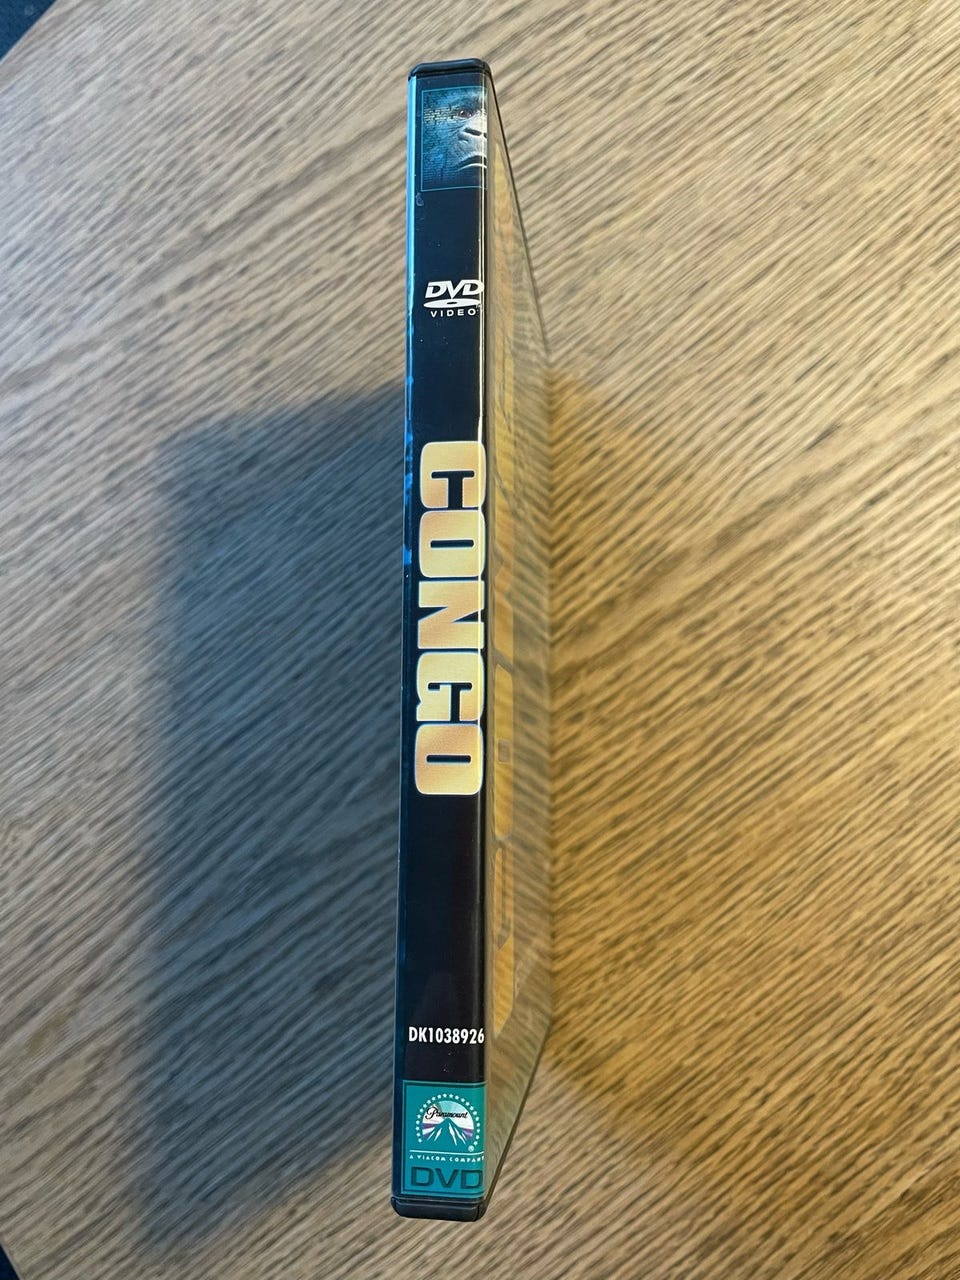 DVD
VIDEO
CONGO
DK1038926
Paramount
A VIACOM COMPANY
DVD